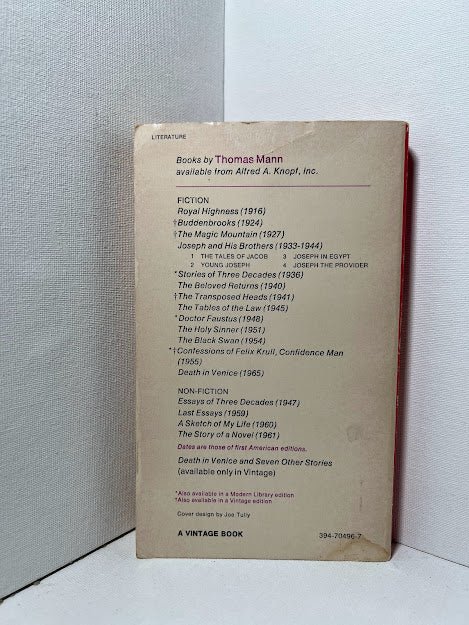 LITERATURE
Books by Thomas Mann
available from Alfred A. Knopf, Inc.
FICTION
Royal Highness (1916)
†Buddenbrooks (1924)
†The Magic Mountain (1927)
Joseph and His Brothers (1933-1944)
1 THE TALES OF JACOB 3 JOSEPH IN EGYPT
2 YOUNG JOSEPH 4 JOSEPH THE PROVIDER
*Stories of Three Decades (1936)
The Beloved Returns (1940)
†The Transposed Heads (1941)
The Tables of the Law (1945)
*Doctor Faustus (1948)
The Holy Sinner (1951)
The Black Swan (1954)
*†Confessions of Felix Krull, Confidence Man
(1955)
Death in Venice (1965)
NON-FICTION
Essays of Three Decades (1947)
Last Essays (1959)
A Sketch of My Life (1960)
The Story of a Novel (1961)
Dates are those of first American editions.
Death in Venice and Seven Other Stories
(available only in Vintage)
*Also available in a Modern Library edition
†Also available in a Vintage edition
Cover design by Joe Tully
A VINTAGE BOOK 394-70496-7